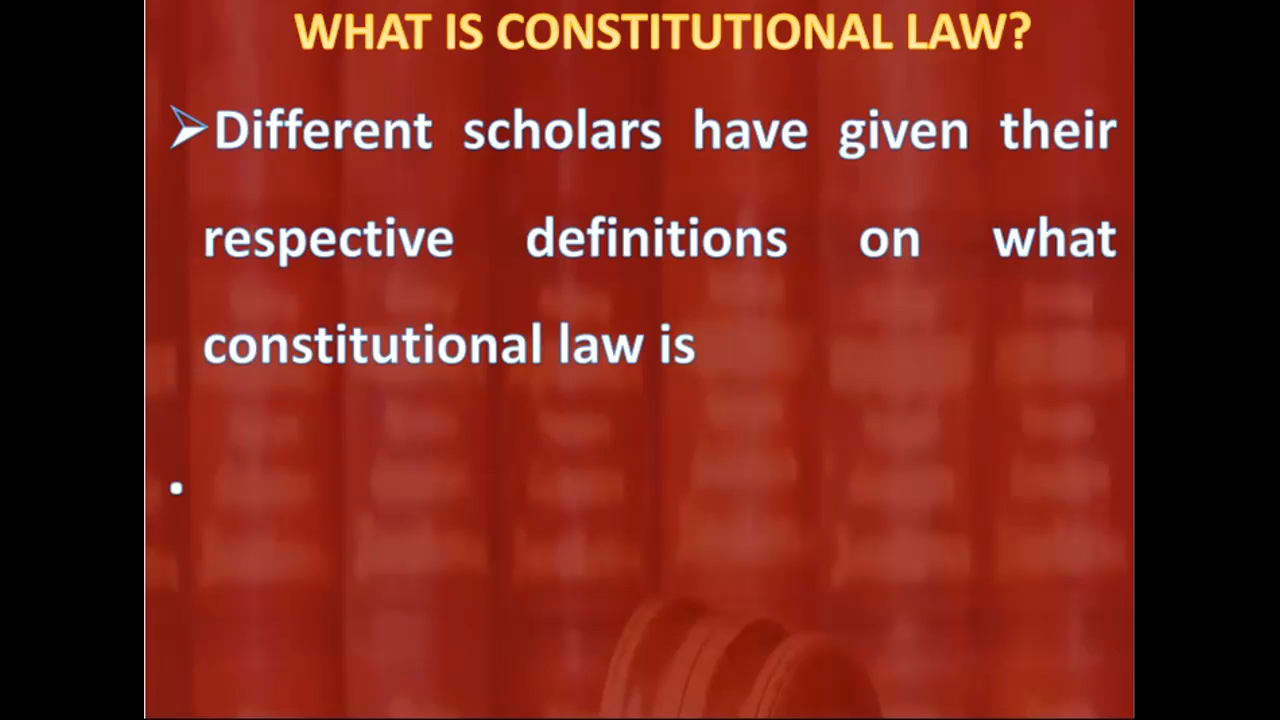 WHAT IS CONSTITUTIONAL LAW?
➢Different scholars have given their
respective definitions on what
constitutional law is
•